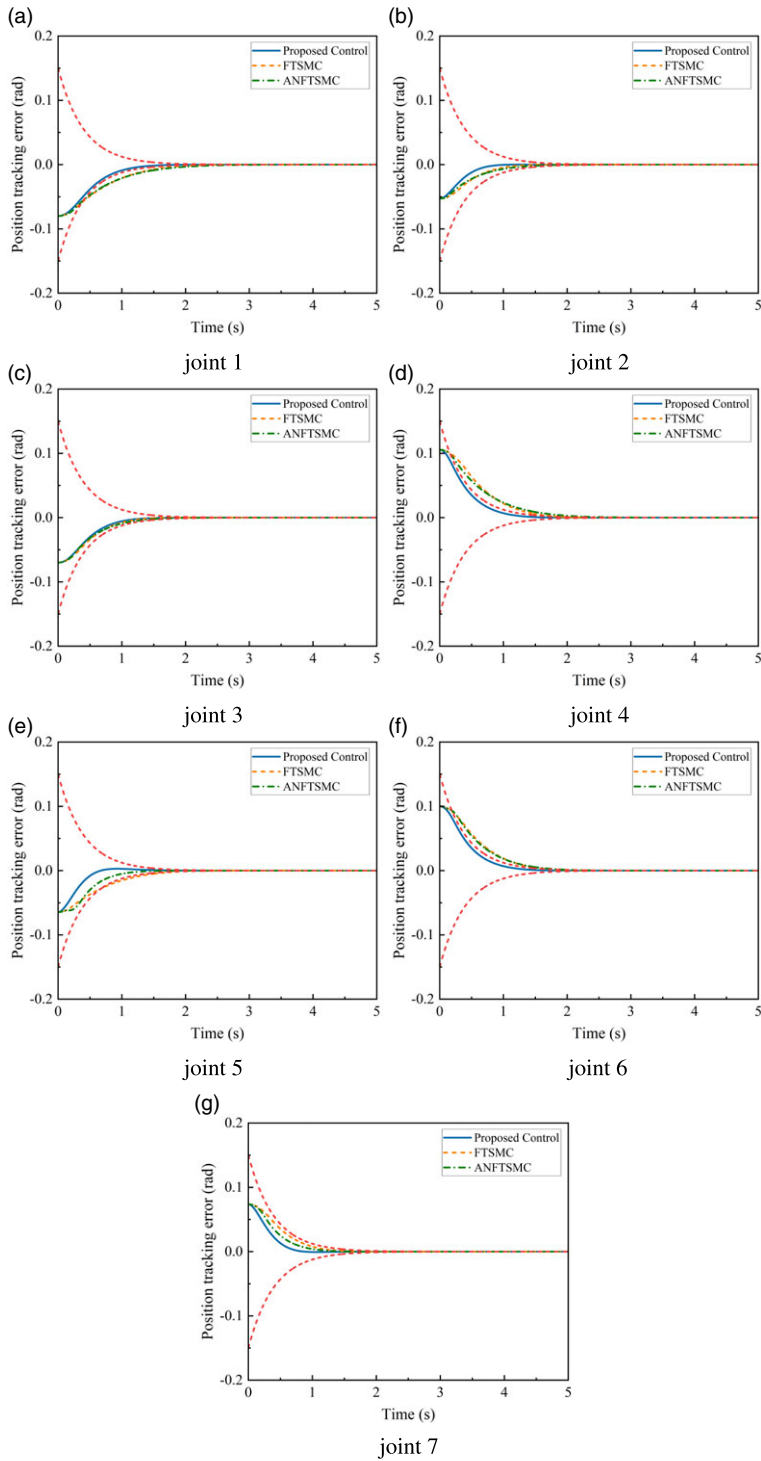 (a)
0.2
0.1
0.0
-0.1
-0.2
Position tracking error (rad)
Proposed Control
FTSMC
ANFTSMC
0 1 2 3 4 5
Time (s)
joint 1
(b)
0.2
0.1
0.0
-0.1
-0.2
Position tracking error (rad)
Proposed Control
FTSMC
ANFTSMC
0 1 2 3 4 5
Time (s)
joint 2
(c)
0.2
0.1
0.0
-0.1
-0.2
Position tracking error (rad)
Proposed Control
FTSMC
ANFTSMC
0 1 2 3 4 5
Time (s)
joint 3
(d)
0.2
0.1
0.0
-0.1
-0.2
Position tracking error (rad)
Proposed Control
FTSMC
ANFTSMC
0 1 2 3 4 5
Time (s)
joint 4
(e)
0.2
0.1
0.0
-0.1
-0.2
Position tracking error (rad)
Proposed Control
FTSMC
ANFTSMC
0 1 2 3 4 5
Time (s)
joint 5
(f)
0.2
0.1
0.0
-0.1
-0.2
Position tracking error (rad)
Proposed Control
FTSMC
ANFTSMC
0 1 2 3 4 5
Time (s)
joint 6
(g)
0.2
0.1
0.0
-0.1
-0.2
Position tracking error (rad)
Proposed Control
FTSMC
ANFTSMC
0 1 2 3 4 5
Time (s)
joint 7